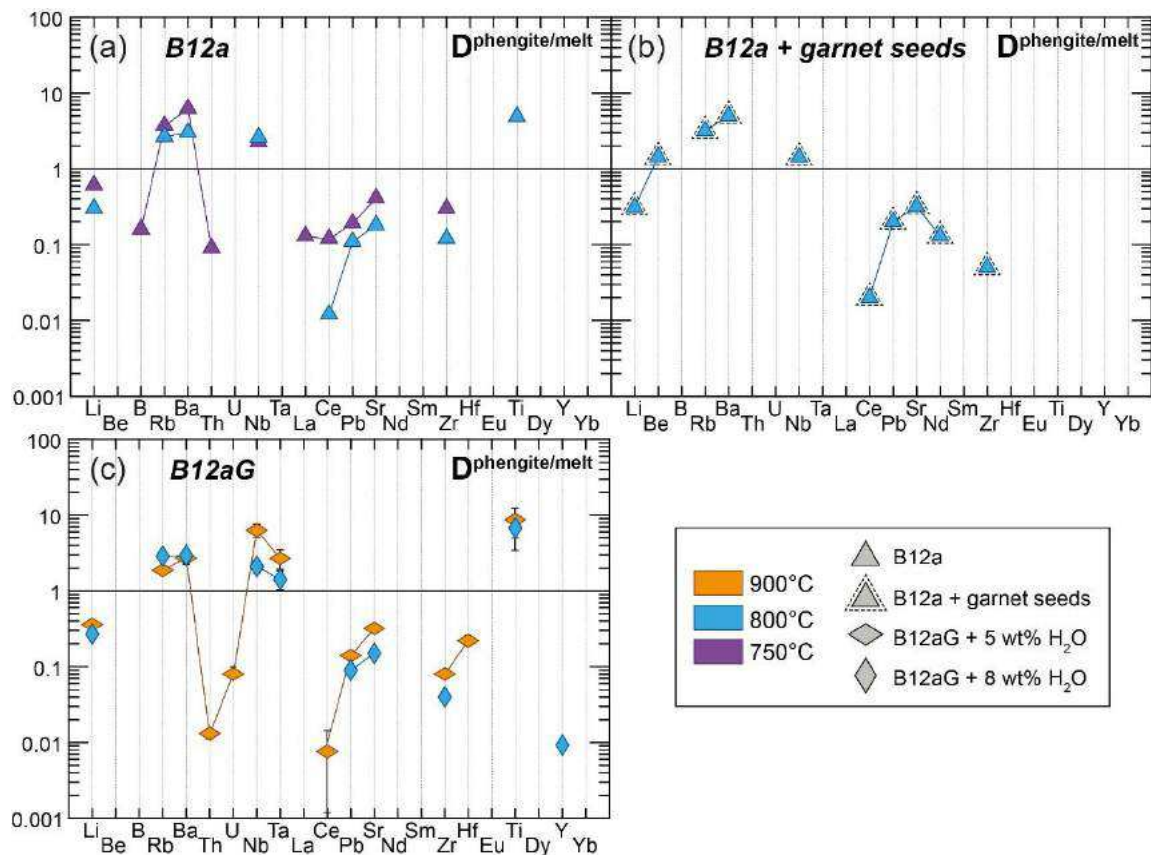 (a) B12a D^phengite/melt
100
10
1
0.1
0.01
0.001
Li Be B Rb Ba Th U Nb Ta La Ce Pb Sr Nd Sm Zr Hf Eu Ti Dy Y Yb
(b) B12a + garnet seeds D^phengite/melt
Li Be B Rb Ba Th U Nb Ta La Ce Pb Sr Nd Sm Zr Hf Eu Ti Dy Y Yb
(c) B12aG D^phengite/melt
100
10
1
0.1
0.01
0.001
Li Be B Rb Ba Th U Nb Ta La Ce Pb Sr Nd Sm Zr Hf Eu Ti Dy Y Yb
900°C
800°C
750°C
B12a
B12a + garnet seeds
B12aG + 5 wt% H₂O
B12aG + 8 wt% H₂O